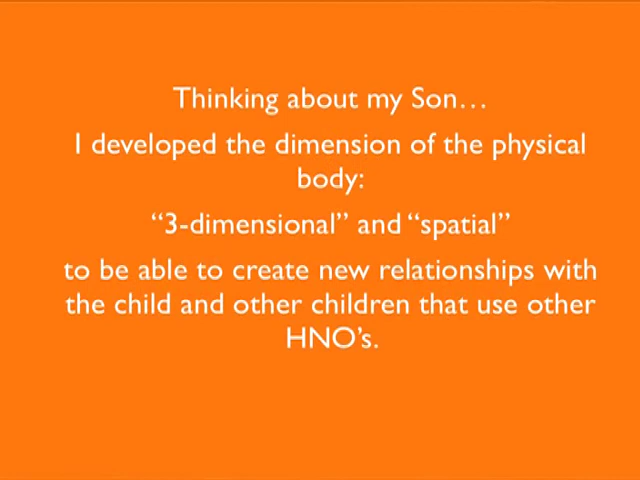 Thinking about my Son…
I developed the dimension of the physical
body:
“3-dimensional” and “spatial”
to be able to create new relationships with
the child and other children that use other
HNO’s.